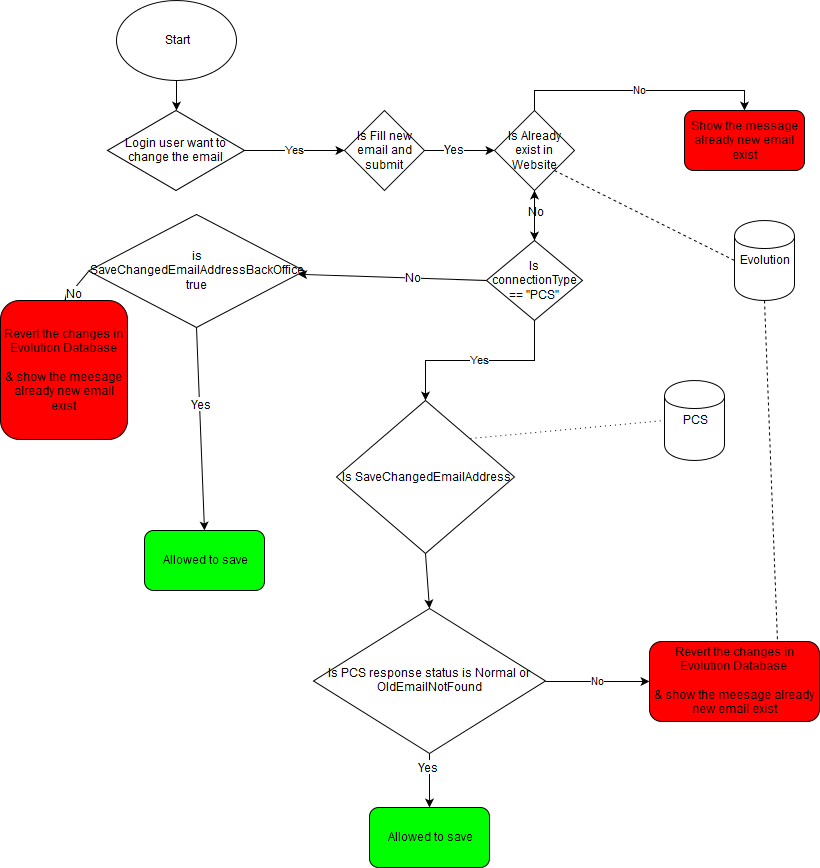 Start
Login user want to
change the email
Yes
Is Fill new
email and
submit
Yes
Is Already
exist in
Website
No
Show the message
already new email
exist
No
Evolution
Is
connectionType
== "PCS"
No
is
SaveChangedEmailAddressBackOffice
true
No
Revert the changes in
Evolution Database
& show the meesage
already new email
exist
Yes
Allowed to save
Yes
PCS
Is SaveChangedEmailAddress
Is PCS response status is Normal or
OldEmailNotFound
No
Revert the changes in
Evolution Database
& show the meesage already
new email exist
Yes
Allowed to save